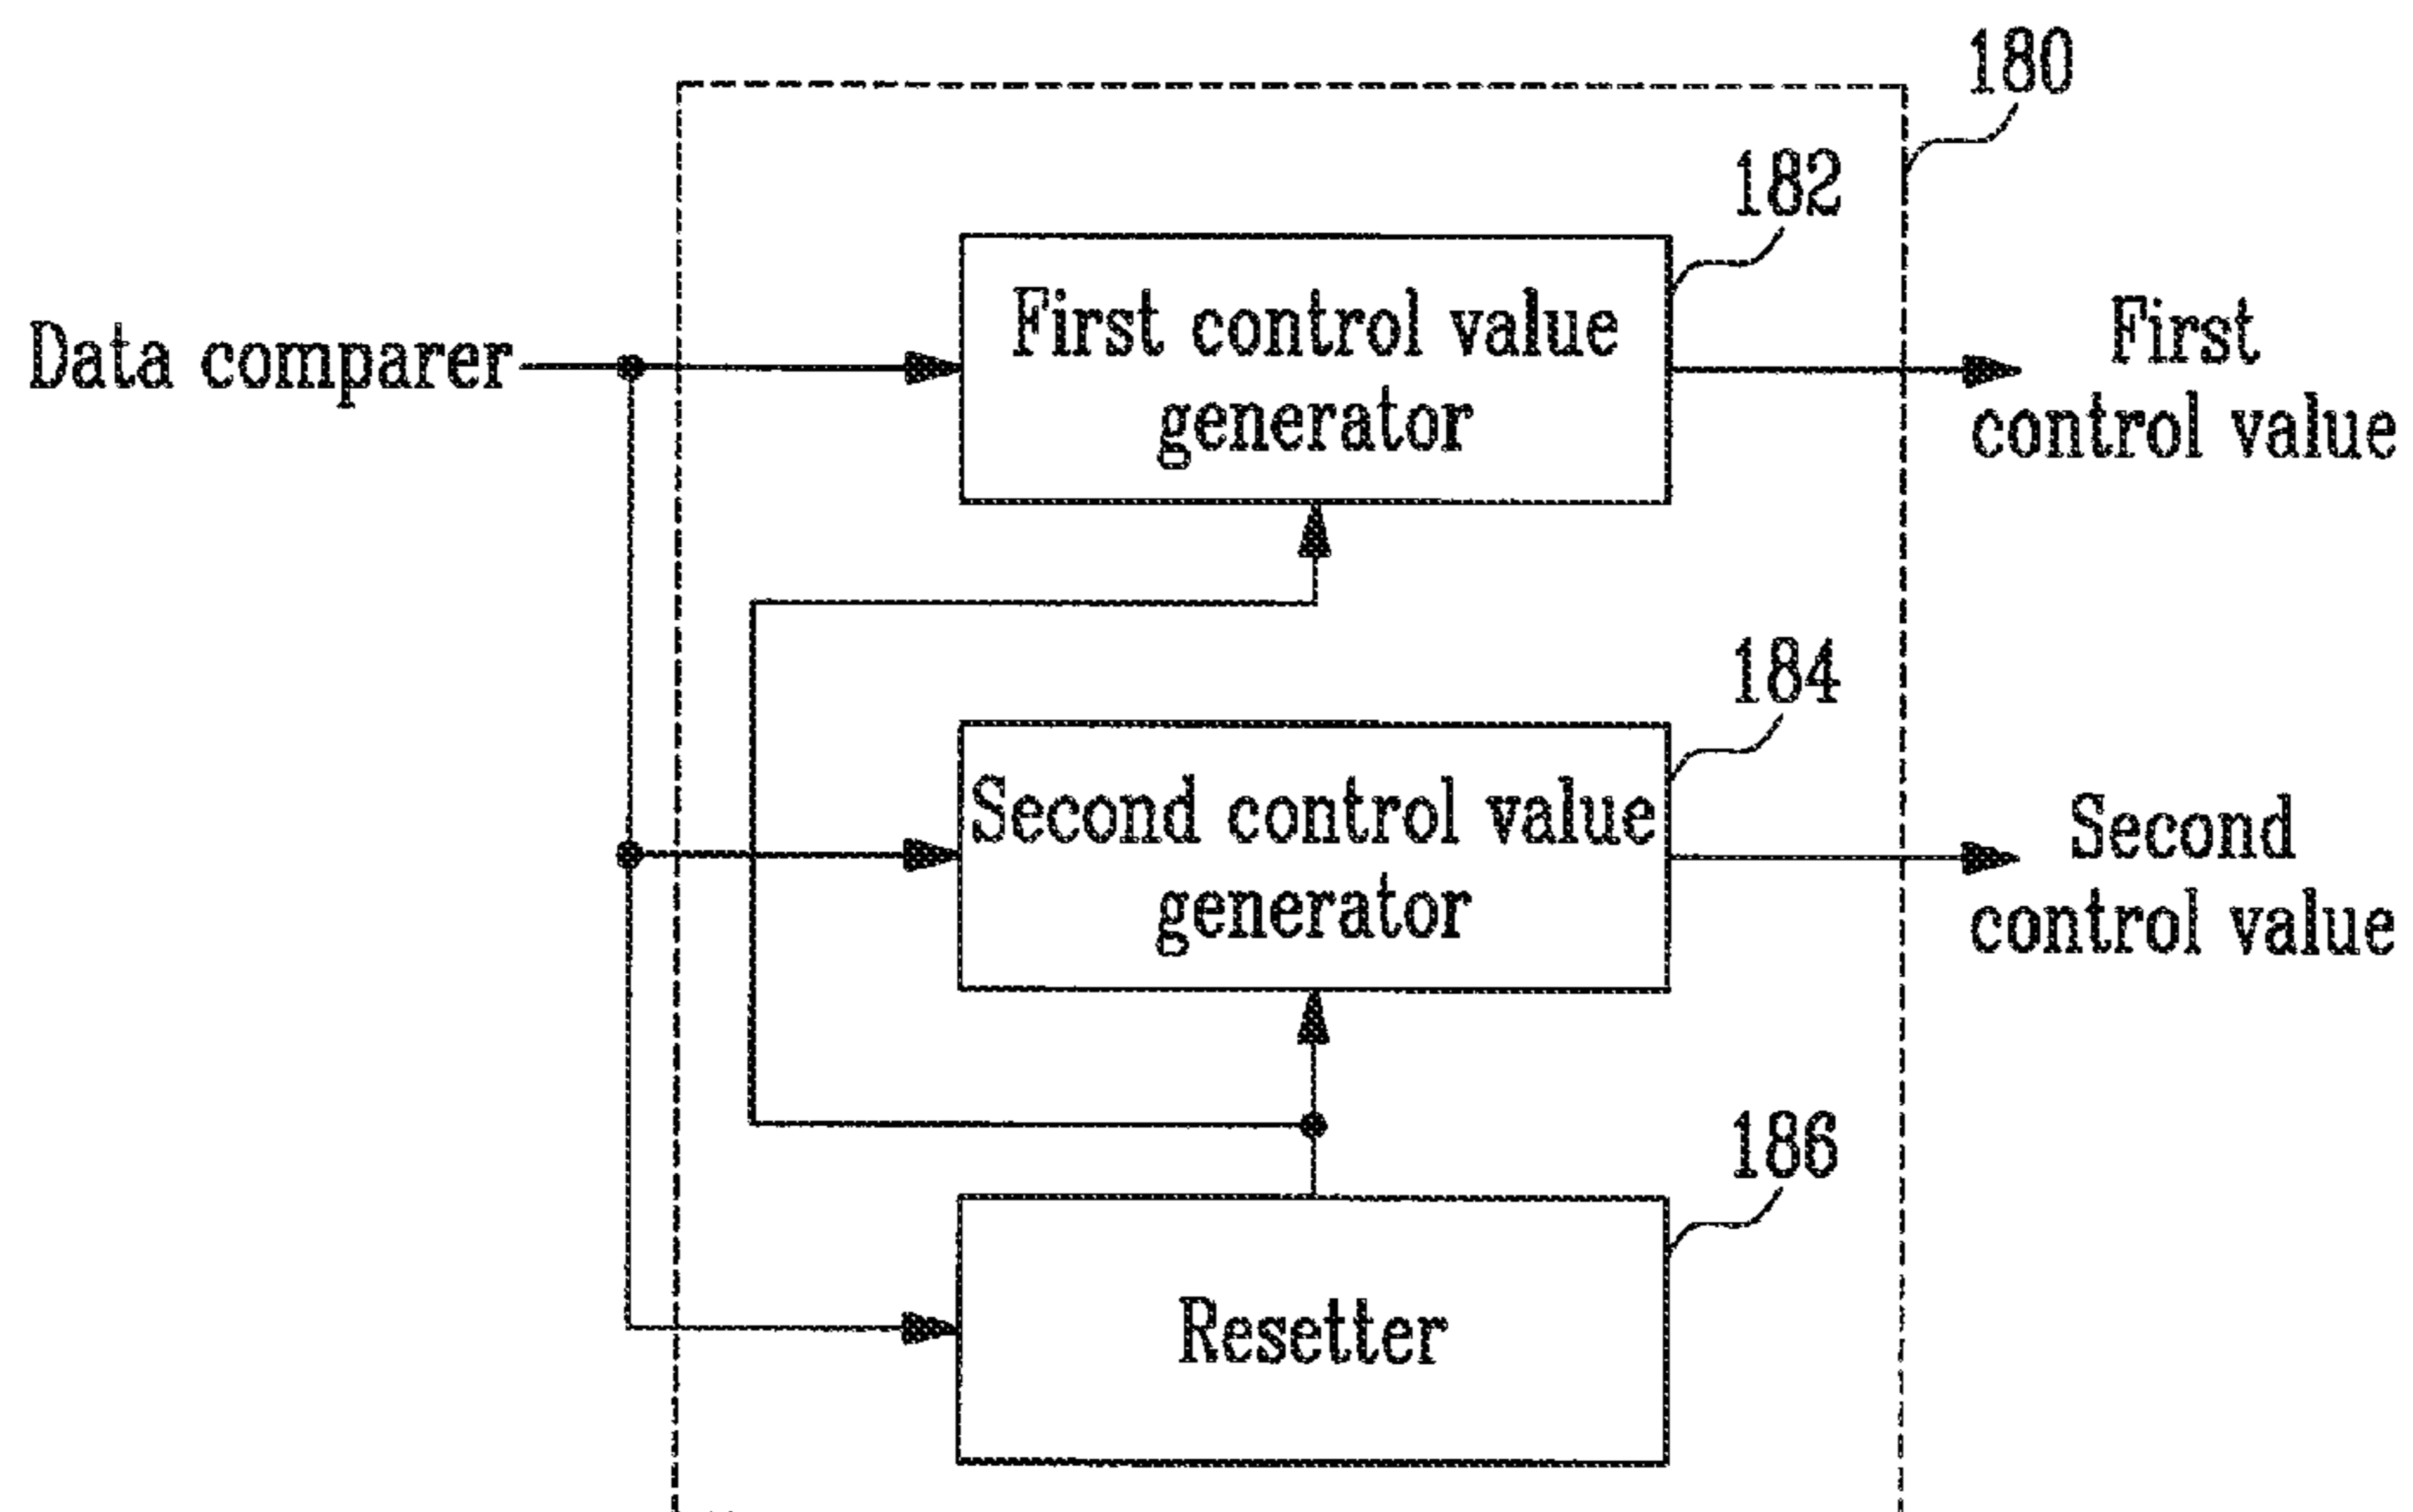 180
182
First control value
generator
Data comparer
First
control value
184
Second control value
generator
Second
control value
186
Resetter